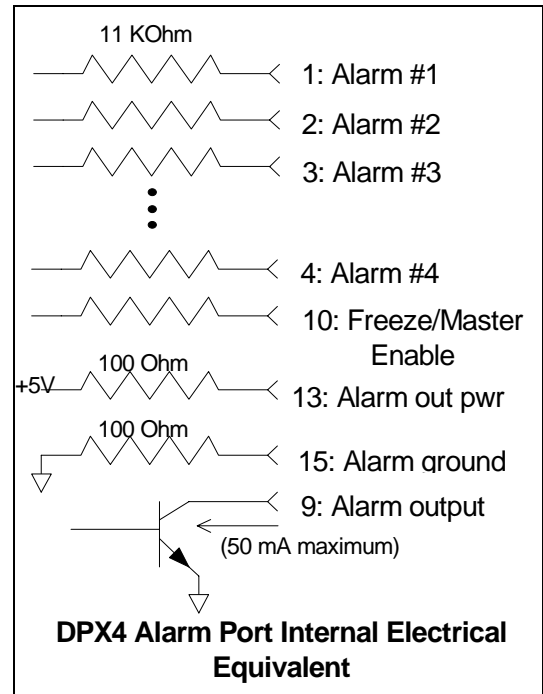 11 KOhm
1: Alarm #1
2: Alarm #2
3: Alarm #3
4: Alarm #4
10: Freeze/Master
Enable
100 Ohm
+5V
13: Alarm out pwr
100 Ohm
15: Alarm ground
9: Alarm output
(50 mA maximum)
DPX4 Alarm Port Internal Electrical
Equivalent